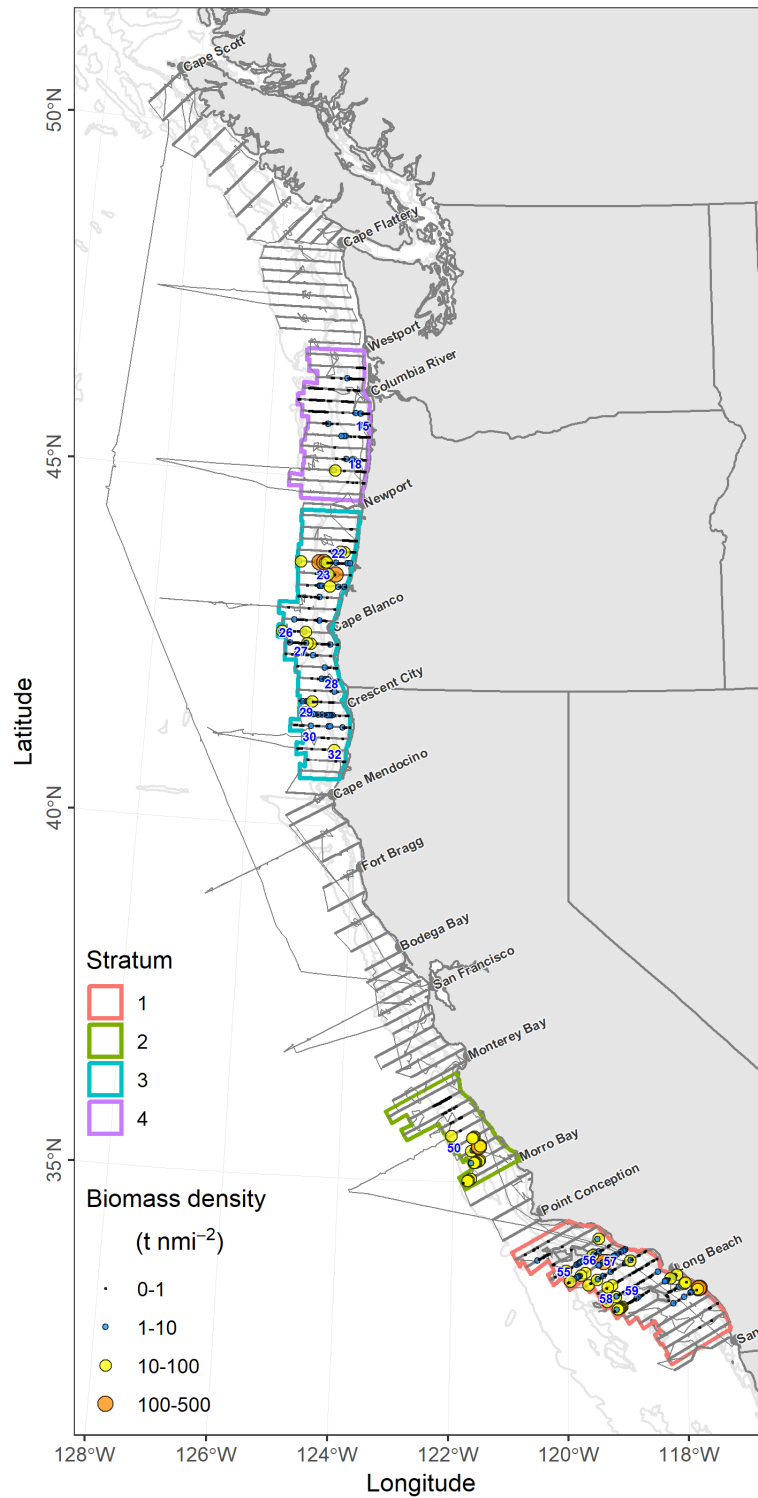 Cape Scott
50°N
Cape Flattery
Westport
Columbia River
15
45°N
18
Newport
22
23
Cape Blanco
26
27
28
Crescent City
29
30
32
Cape Mendocino
40°N
Fort Bragg
Bodega Bay
San Francisco
Monterey Bay
50
Morro Bay
35°N
Point Conception
Long Beach
56
57
55
59
58
San
Latitude
Stratum
1
2
3
4
Biomass density
(t nmi⁻²)
0-1
1-10
10-100
100-500
128°W
126°W
124°W
122°W
120°W
118°W
Longitude